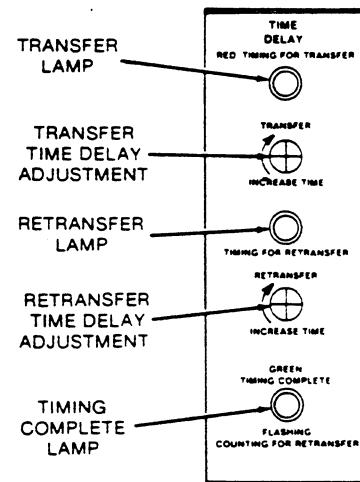 TIME
DELAY
RED TIMING FOR TRANSFER
TRANSFER
LAMP
TRANSFER
TRANSFER
TIME DELAY
ADJUSTMENT
INCREASE TIME
RETRANSFER
LAMP
TIMING FOR RETRANSFER
RETRANSFER
RETRANSFER
TIME DELAY
ADJUSTMENT
INCREASE TIME
GREEN
TIMING COMPLETE
TIMING
COMPLETE
LAMP
FLASHING
COUNTING FOR RETRANSFER